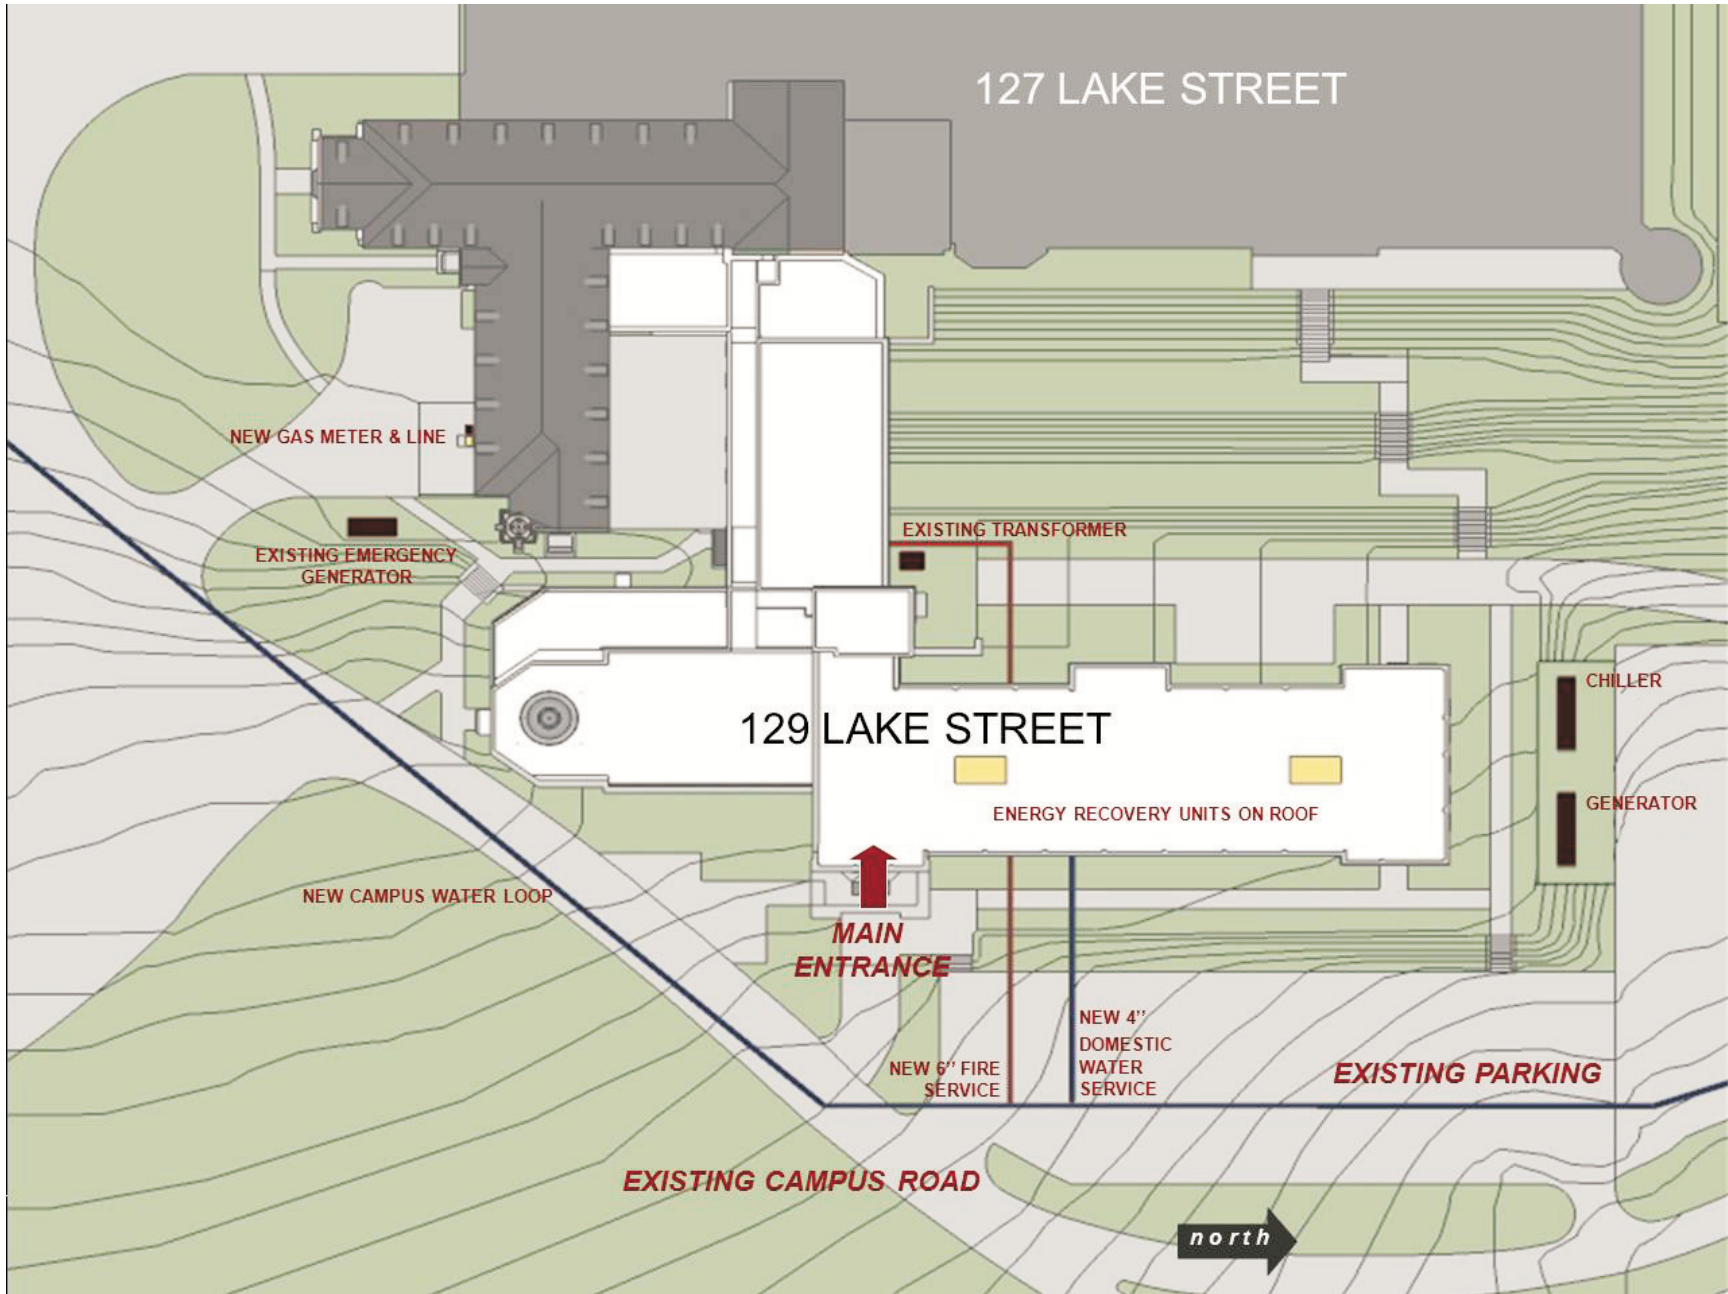 127 LAKE STREET
NEW GAS METER & LINE
EXISTING TRANSFORMER
EXISTING EMERGENCY
GENERATOR
CHILLER
129 LAKE STREET
GENERATOR
ENERGY RECOVERY UNITS ON ROOF
NEW CAMPUS WATER LOOP
MAIN
ENTRANCE
NEW 4’’
DOMESTIC
WATER
SERVICE
NEW 6’’ FIRE
SERVICE
EXISTING PARKING
EXISTING CAMPUS ROAD
north